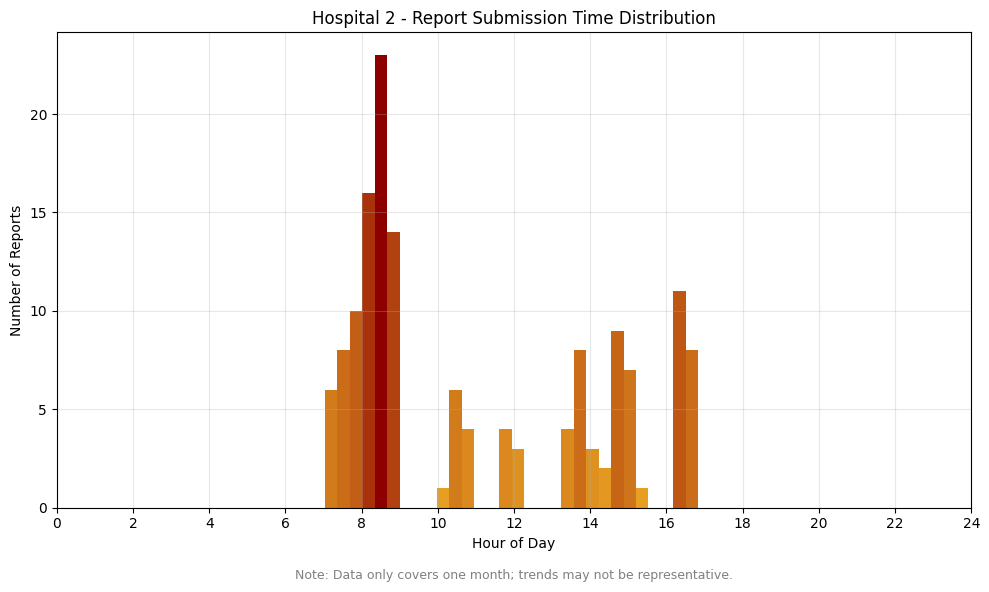 Hospital 2 - Report Submission Time Distribution
Number of Reports
20
15
10
5
0
0 2 4 6 8 10 12 14 16 18 20 22 24
Hour of Day
Note: Data only covers one month; trends may not be representative.